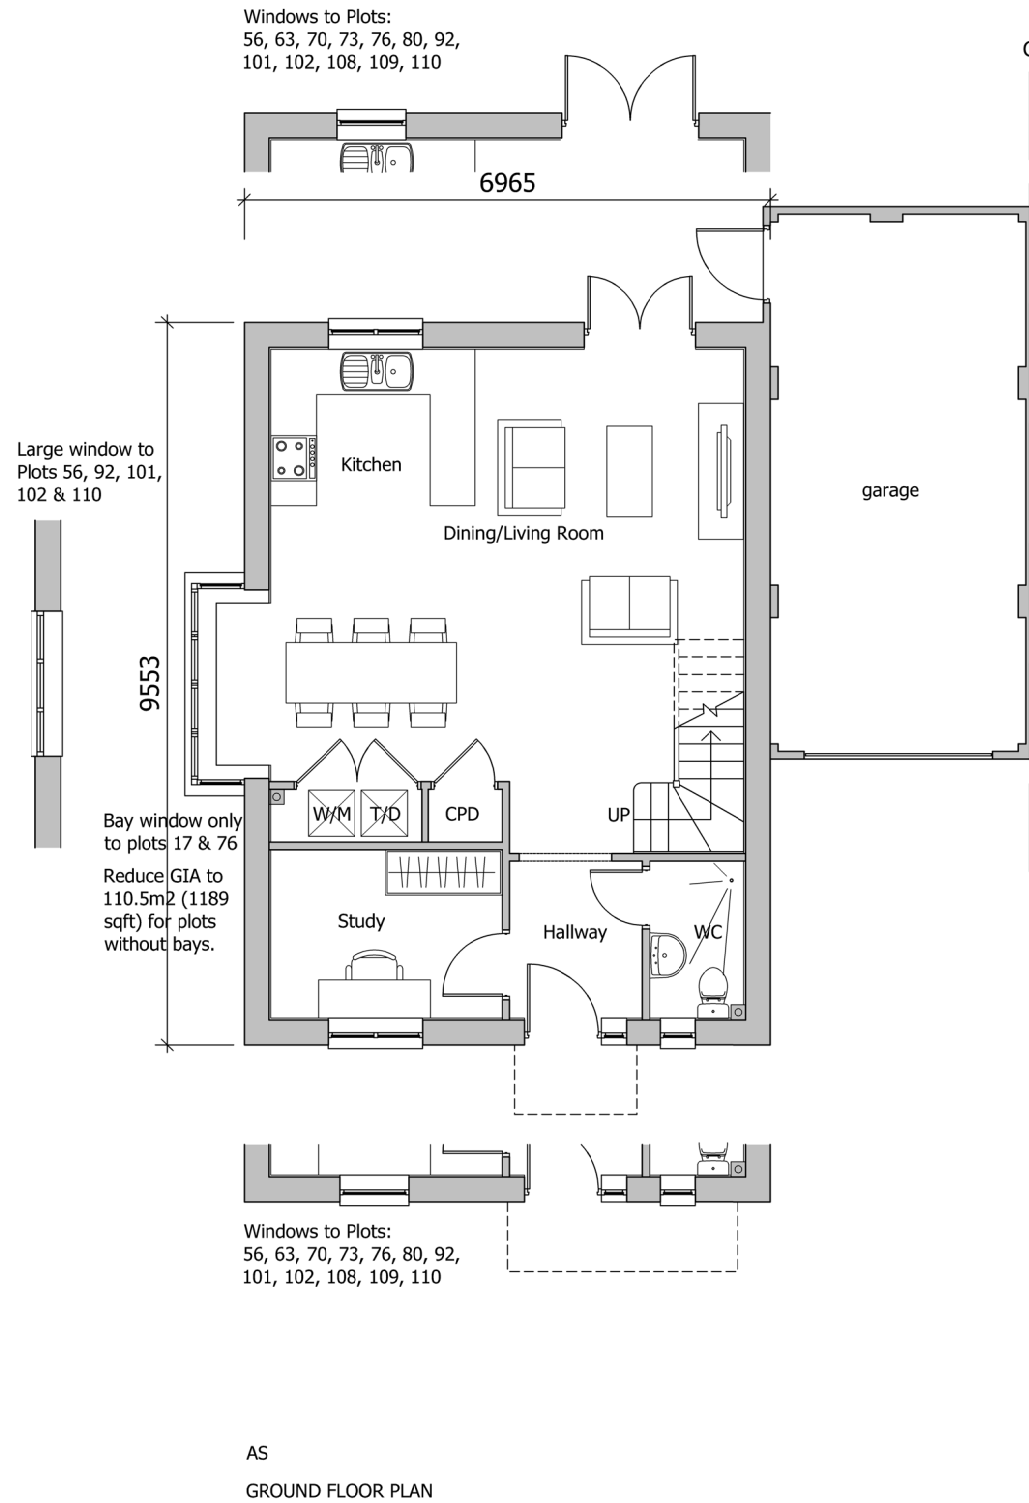 Windows to Plots:
56, 63, 70, 73, 76, 80, 92,
101, 102, 108, 109, 110
6965
Large window to
Plots 56, 92, 101,
102 & 110
Kitchen
garage
Dining/Living Room
9553
Bay window only
to plots 17 & 76
W/M
T/D
CPD
UP
Reduce GIA to
110.5m2 (1189
sqft) for plots
without bays.
Study
Hallway
WC
Windows to Plots:
56, 63, 70, 73, 76, 80, 92,
101, 102, 108, 109, 110
AS
GROUND FLOOR PLAN